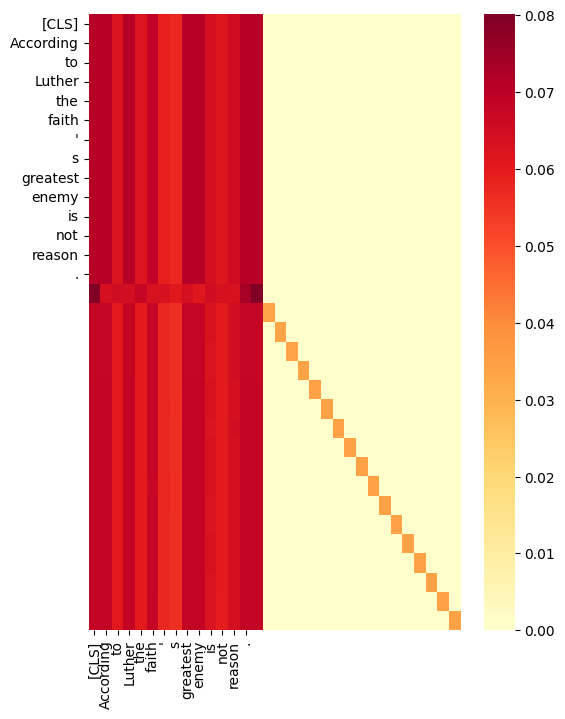 [CLS]
According
to
Luther
the
faith
'
s
greatest
enemy
is
not
reason
.
0.08
0.07
0.06
0.05
0.04
0.03
0.02
0.01
0.00
[CLS]
According
to
Luther
the
faith
'
s
greatest
enemy
is
not
reason
.